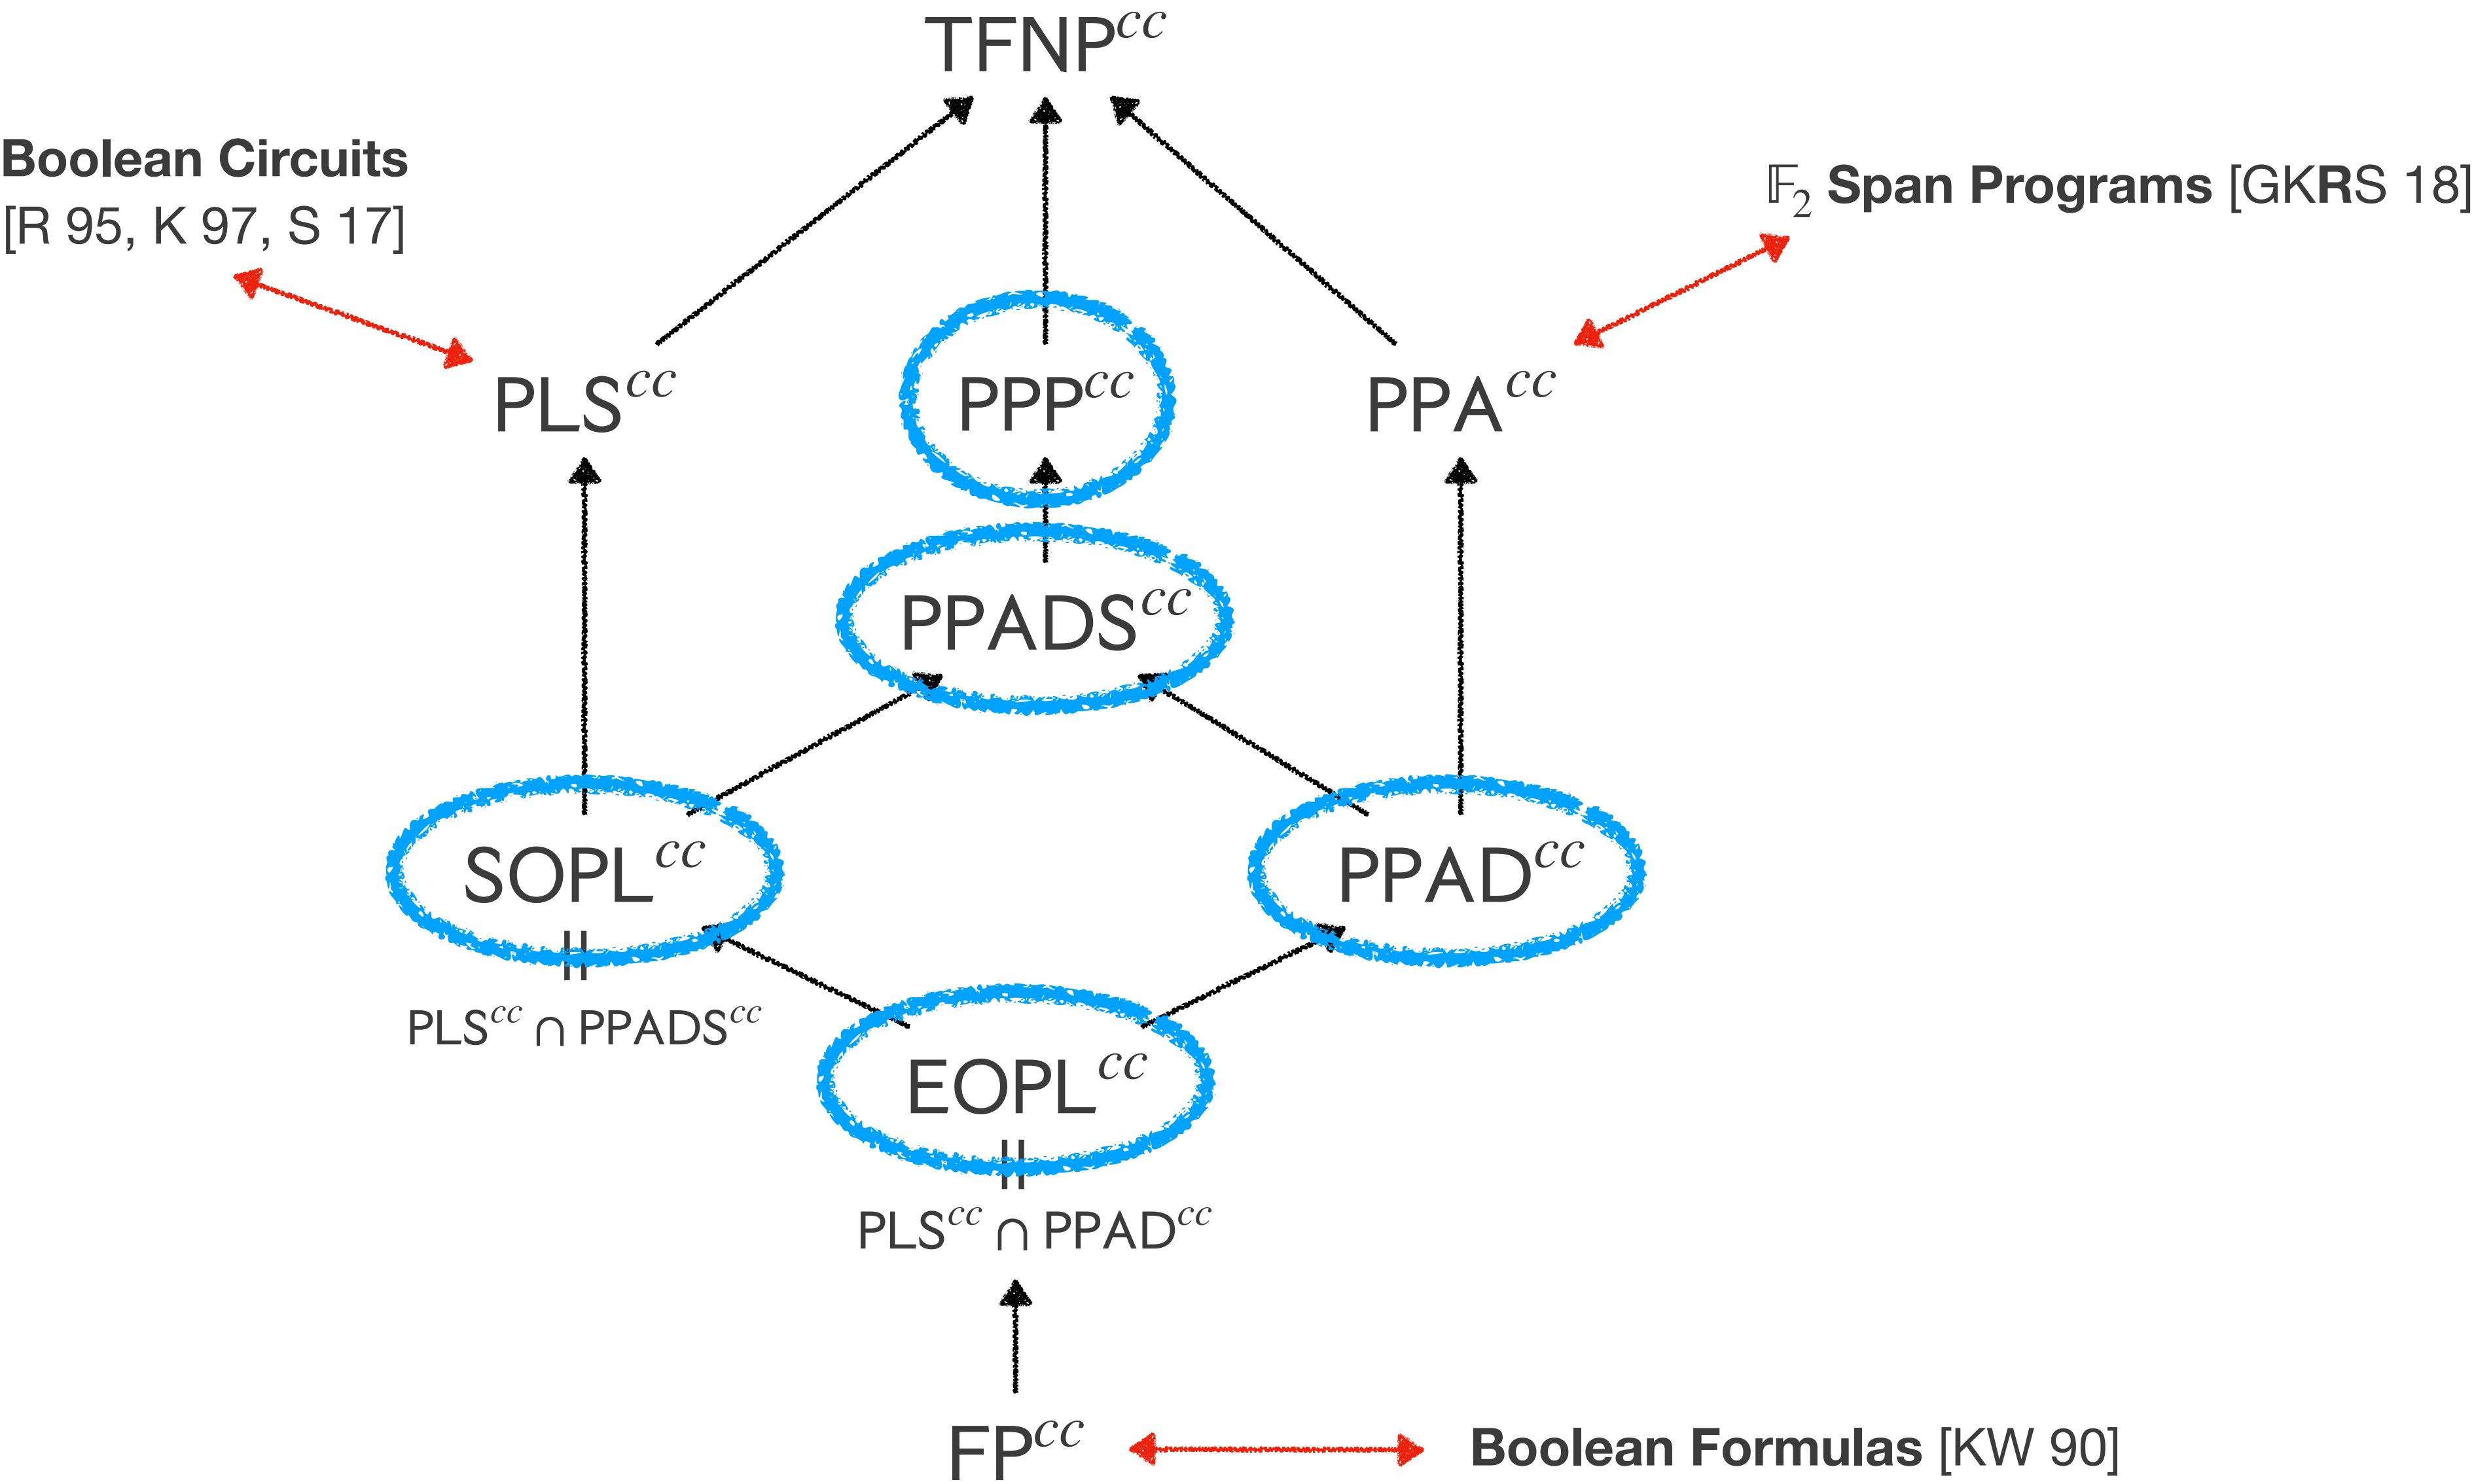 TFNP^cc
Boolean Circuits
[R 95, K 97, S 17]
𝔽₂ Span Programs [GKRS 18]
PLS^cc
PPP^cc
PPA^cc
PPADS^cc
SOPL^cc
PPAD^cc
=
PLS^cc ∩ PPADS^cc
EOPL^cc
=
PLS^cc ∩ PPAD^cc
FP^cc
Boolean Formulas [KW 90]